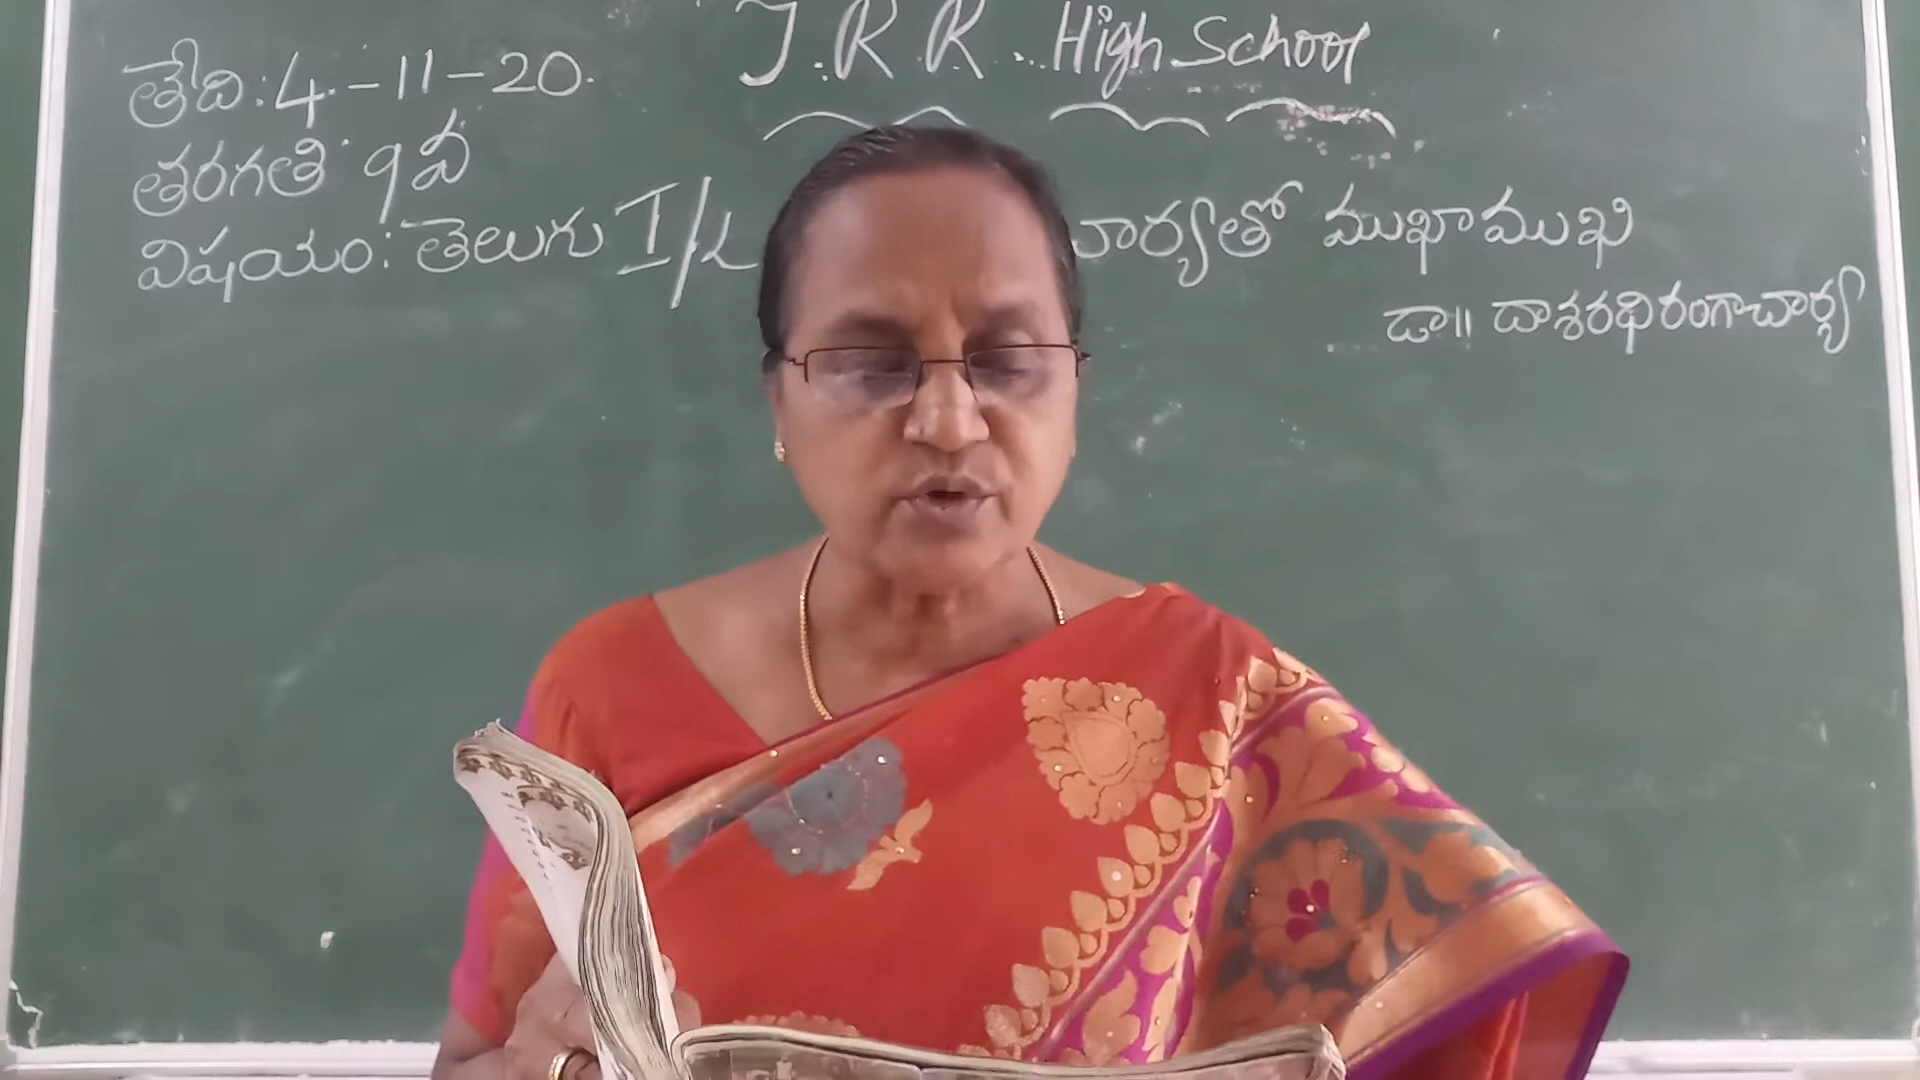 J.R.R. High School
తేది: 4-11-20.
తరగతి 9వ
విషయం: తెలుగు I/L చార్యతో ముఖాముఖి
డా॥ దాశరథిరంగాచార్య